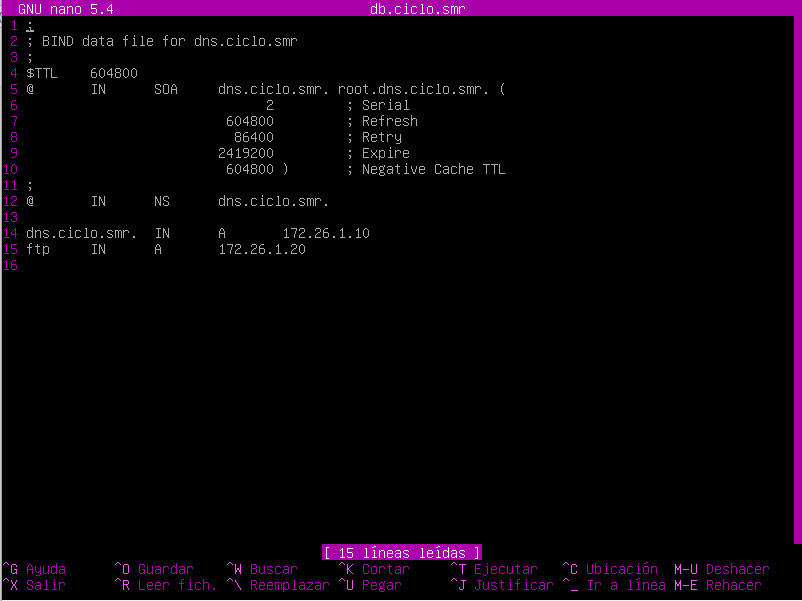 GNU nano 5.4 db.ciclo.smr
1 ;
2 ; BIND data file for dns.ciclo.smr
3 ;
4 $TTL 604800
5 @ IN SOA dns.ciclo.smr. root.dns.ciclo.smr. (
6 2 ; Serial
7 604800 ; Refresh
8 86400 ; Retry
9 2419200 ; Expire
10 604800 ) ; Negative Cache TTL
11 ;
12 @ IN NS dns.ciclo.smr.
13
14 dns.ciclo.smr. IN A 172.26.1.10
15 ftp IN A 172.26.1.20
16
[ 15 líneas leídas ]
^G Ayuda ^O Guardar ^W Buscar ^K Cortar ^T Ejecutar ^C Ubicación M-U Deshacer
^X Salir ^R Leer fich. ^\ Reemplazar ^U Pegar ^J Justificar ^_ Ir a línea M-E Rehacer